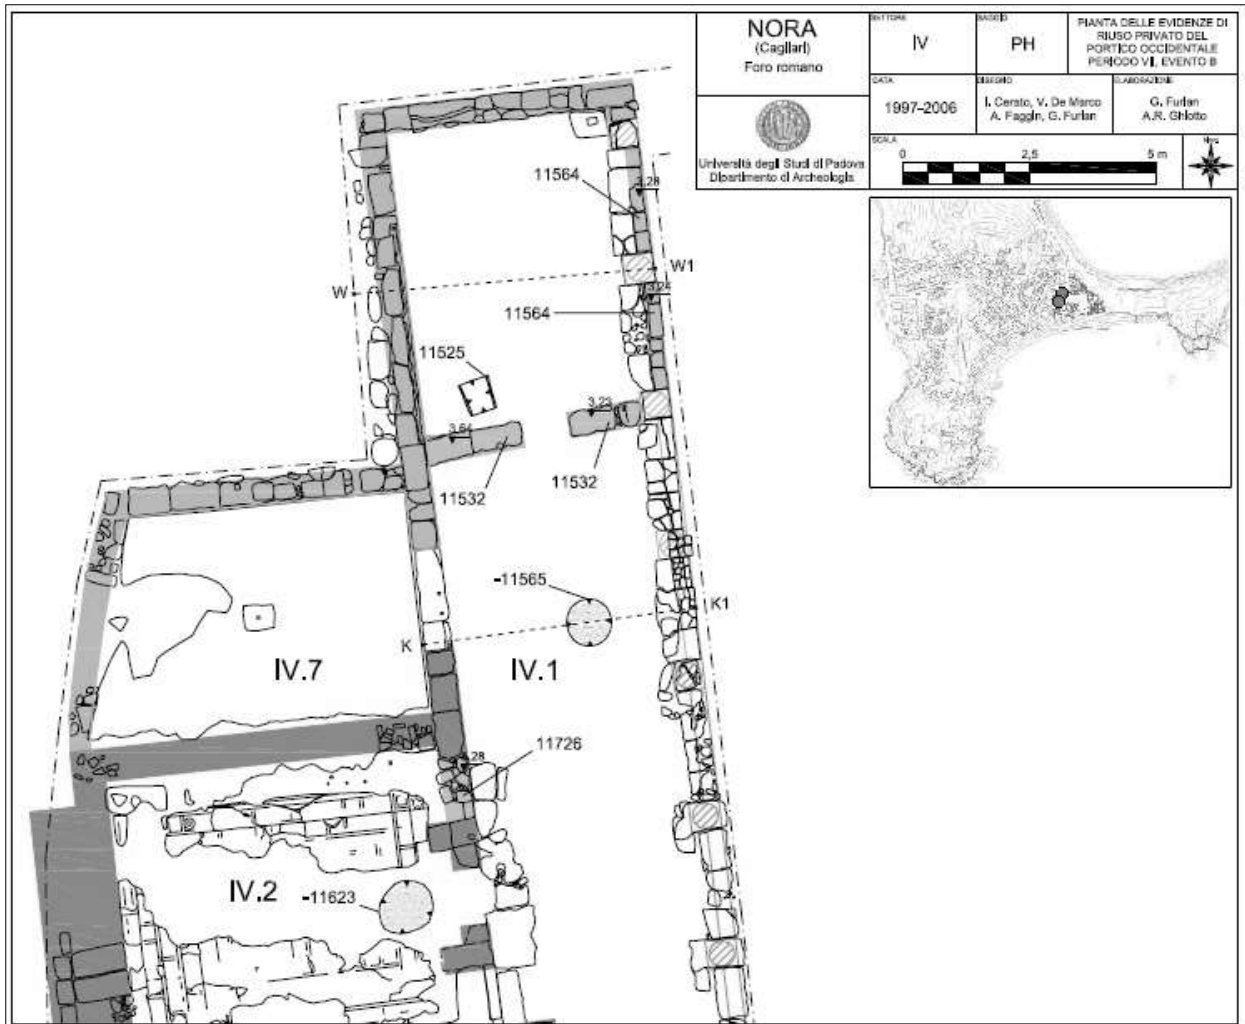 NORA
(Cagliari)
Foro romano
Università degli Studi di Padova
Dipartimento di Archeologia
SETTORE
IV
SAGGIO
PH
PIANTA DELLE EVIDENZE DI
RIUSO PRIVATO DEL
PORTICO OCCIDENTALE
PERIODO VII, EVENTO B
DATA
1997-2006
DISEGNO
I. Cerato, V. De Marco
A. Faggin, G. Furlan
ELABORAZIONE
G. Furlan
A.R. Ghiotto
SCALA
0 2,5 5 m
11564
3,28
W
W1
3,24
11564
11525
3,23
3,64
11532
11532
-11565
K
K1
IV.7
IV.1
11726
IV.2
-11623